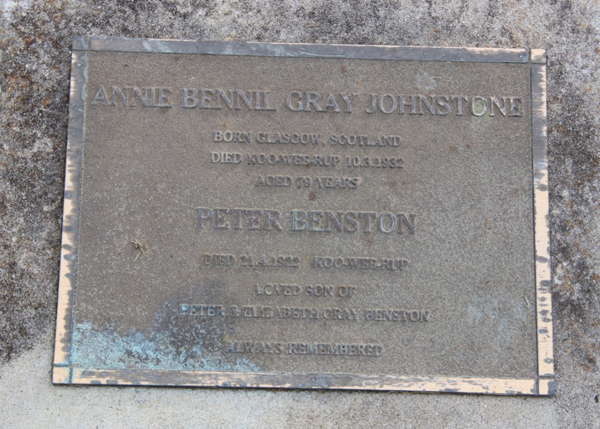 ANNIE BENNIL GRAY JOHNSTONE
BORN GLASGOW, SCOTLAND
DIED KOO-WEE-RUP 10.3.1932
AGED 79 YEARS
PETER BENSTON
DIED 21.4.1922 KOO-WEE-RUP
LOVED SON OF
PETER & ELIZABETH GRAY BENSTON
ALWAYS REMEMBERED